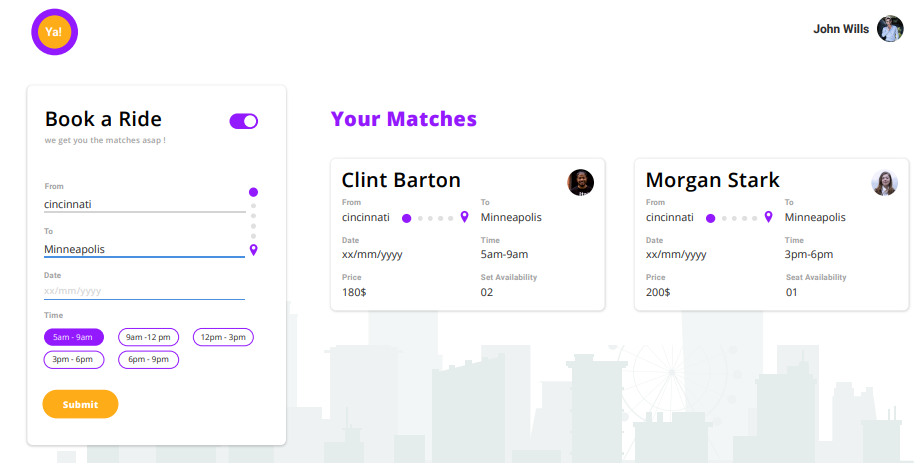 Ya!
John Wills
Book a Ride
we get you the matches asap !
From
cincinnati
To
Minneapolis
Date
xx/mm/yyyy
Time
5am - 9am
9am -12 pm
12pm - 3pm
3pm - 6pm
6pm - 9pm
Submit
Your Matches
Clint Barton
From
To
cincinnati
Minneapolis
Date
Time
xx/mm/yyyy
5am-9am
Price
Set Availability
180$
02
Morgan Stark
From
To
cincinnati
Minneapolis
Date
Time
xx/mm/yyyy
3pm-6pm
Price
Seat Availability
200$
01